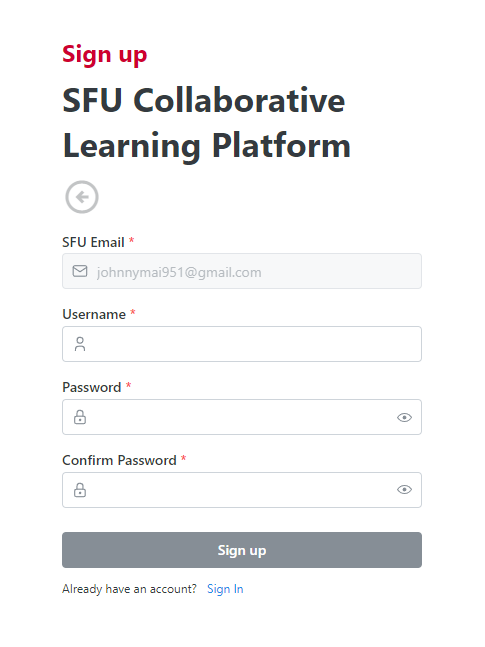 Sign up
SFU Collaborative
Learning Platform
SFU Email *
johnnymai951@gmail.com
Username *
Password *
Confirm Password *
Sign up
Already have an account? Sign In